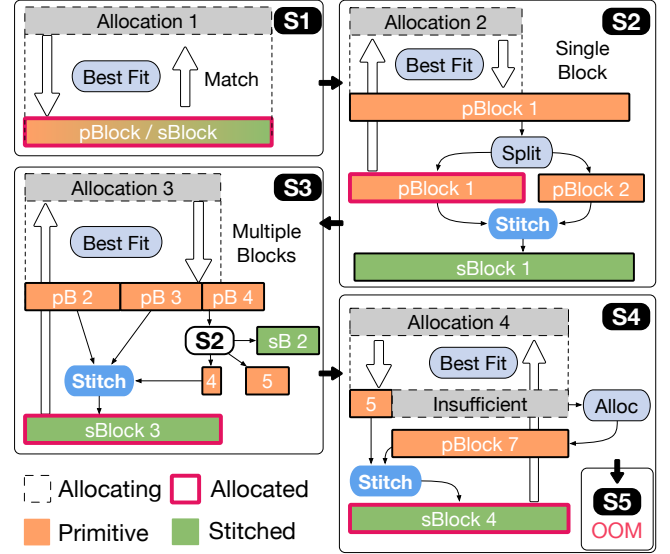 Allocation 1
S1
Best Fit
Match
pBlock / sBlock
Allocation 2
S2
Best Fit
Single
Block
pBlock 1
Split
pBlock 1
pBlock 2
Stitch
sBlock 1
Allocation 3
S3
Best Fit
Multiple
Blocks
pB 2
pB 3
pB 4
S2
sB 2
Stitch
4
5
sBlock 3
Allocation 4
S4
Best Fit
5
Insufficient
Alloc
pBlock 7
Stitch
sBlock 4
S5
OOM
Allocating
Allocated
Primitive
Stitched